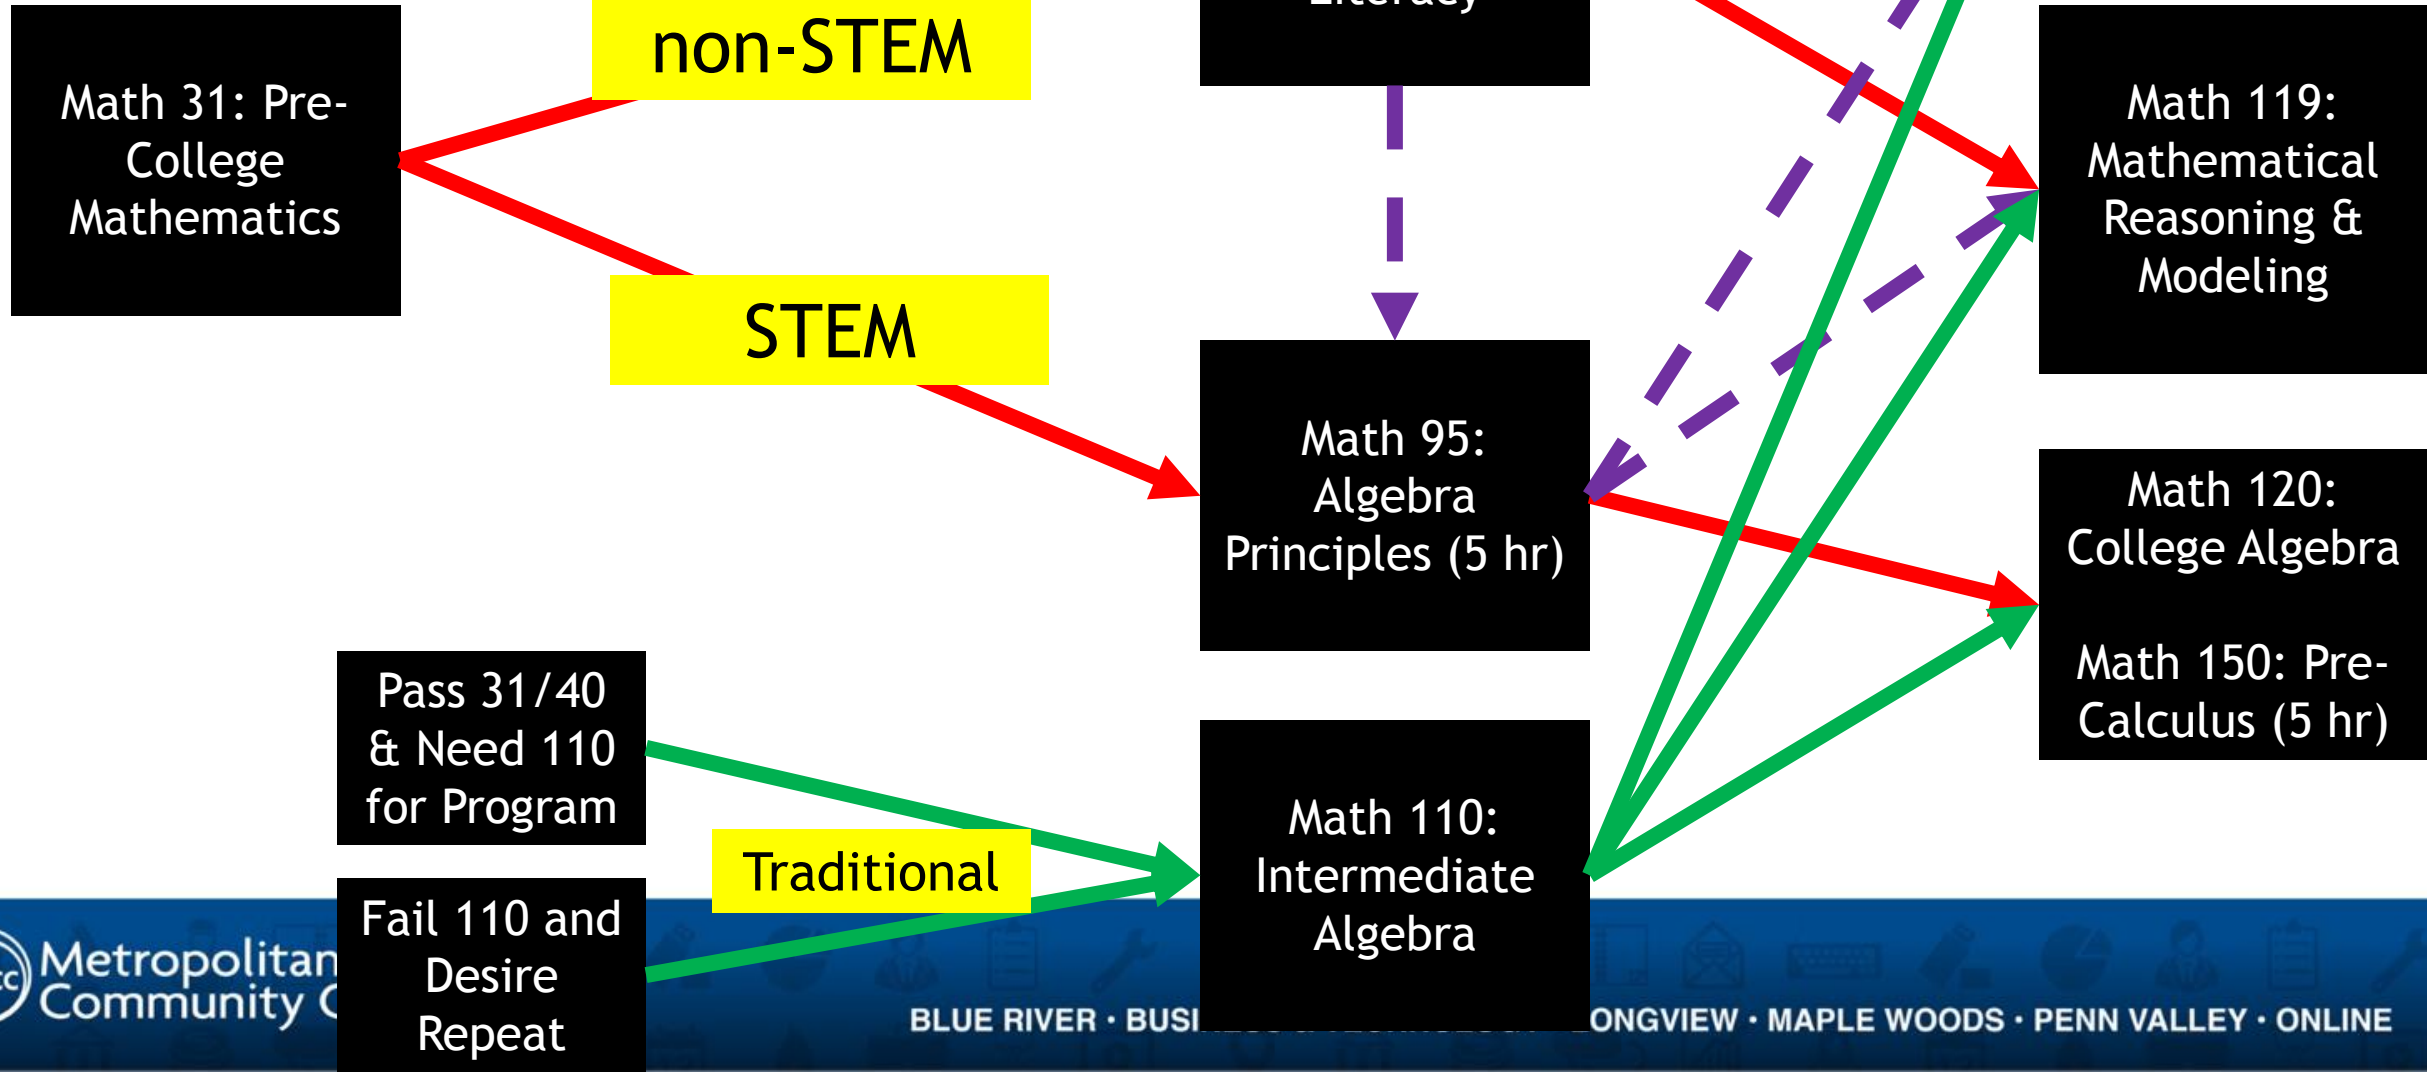 Literacy
non-STEM
Math 31: Pre-
College
Mathematics
Math 119:
Mathematical
Reasoning &
Modeling
STEM
Math 95:
Algebra
Principles (5 hr)
Math 120:
College Algebra
Math 150: Pre-
Calculus (5 hr)
Pass 31/40
& Need 110
for Program
Traditional
Math 110:
Intermediate
Algebra
Fail 110 and
Desire
Repeat
Metropolitan
Community C
BLUE RIVER • BUSI ONGVIEW • MAPLE WOODS • PENN VALLEY • ONLINE